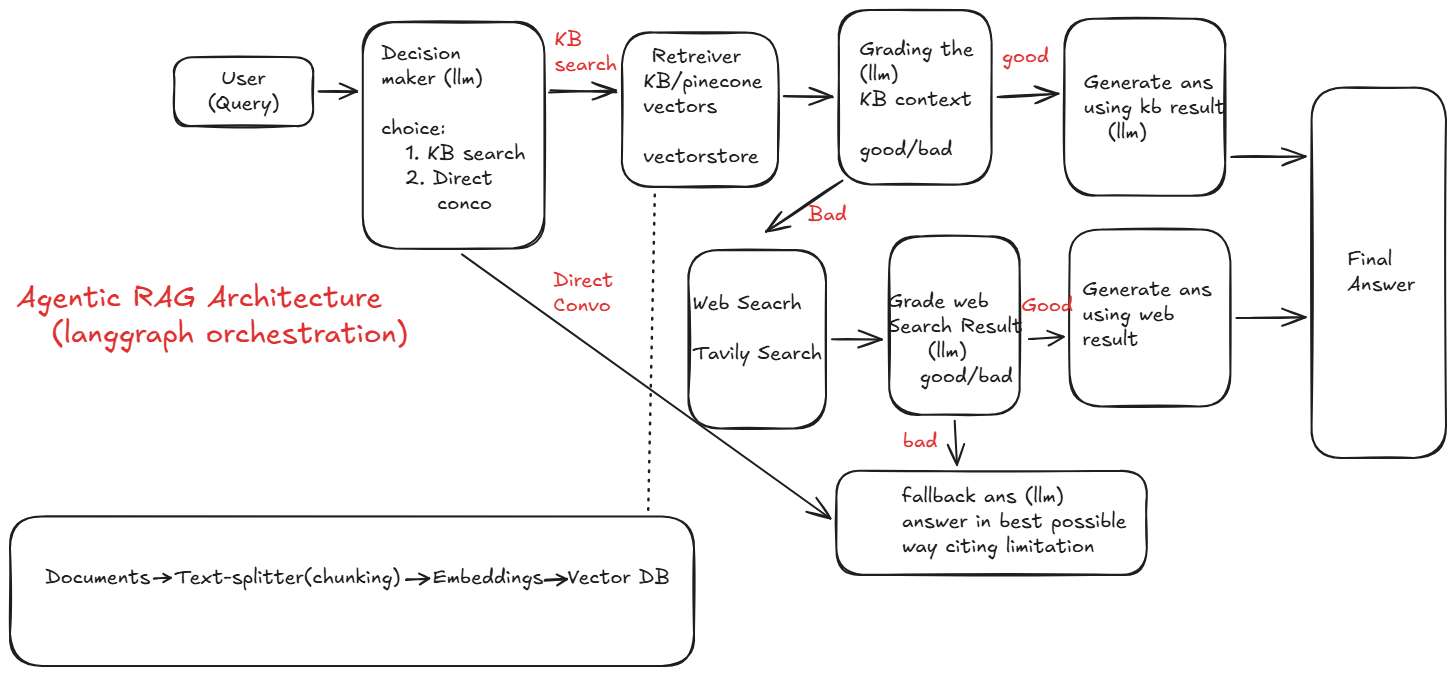 User
(Query)
Decision
maker (llm)
choice:
1. KB search
2. Direct
conco
KB
search
Retreiver
KB/pinecone
vectors
vectorstore
Grading the
(llm)
KB context
good/bad
good
Generate ans
using kb result
(llm)
Bad
Direct
Convo
Web Seacrh
Tavily Search
Grade web
Search Result
(llm)
good/bad
Good
Generate ans
using web
result
Final
Answer
Agentic RAG Architecture
(langgraph orchestration)
bad
fallback ans (llm)
answer in best possible
way citing limitation
Documents→Text-splitter(chunking)→Embeddings→Vector DB